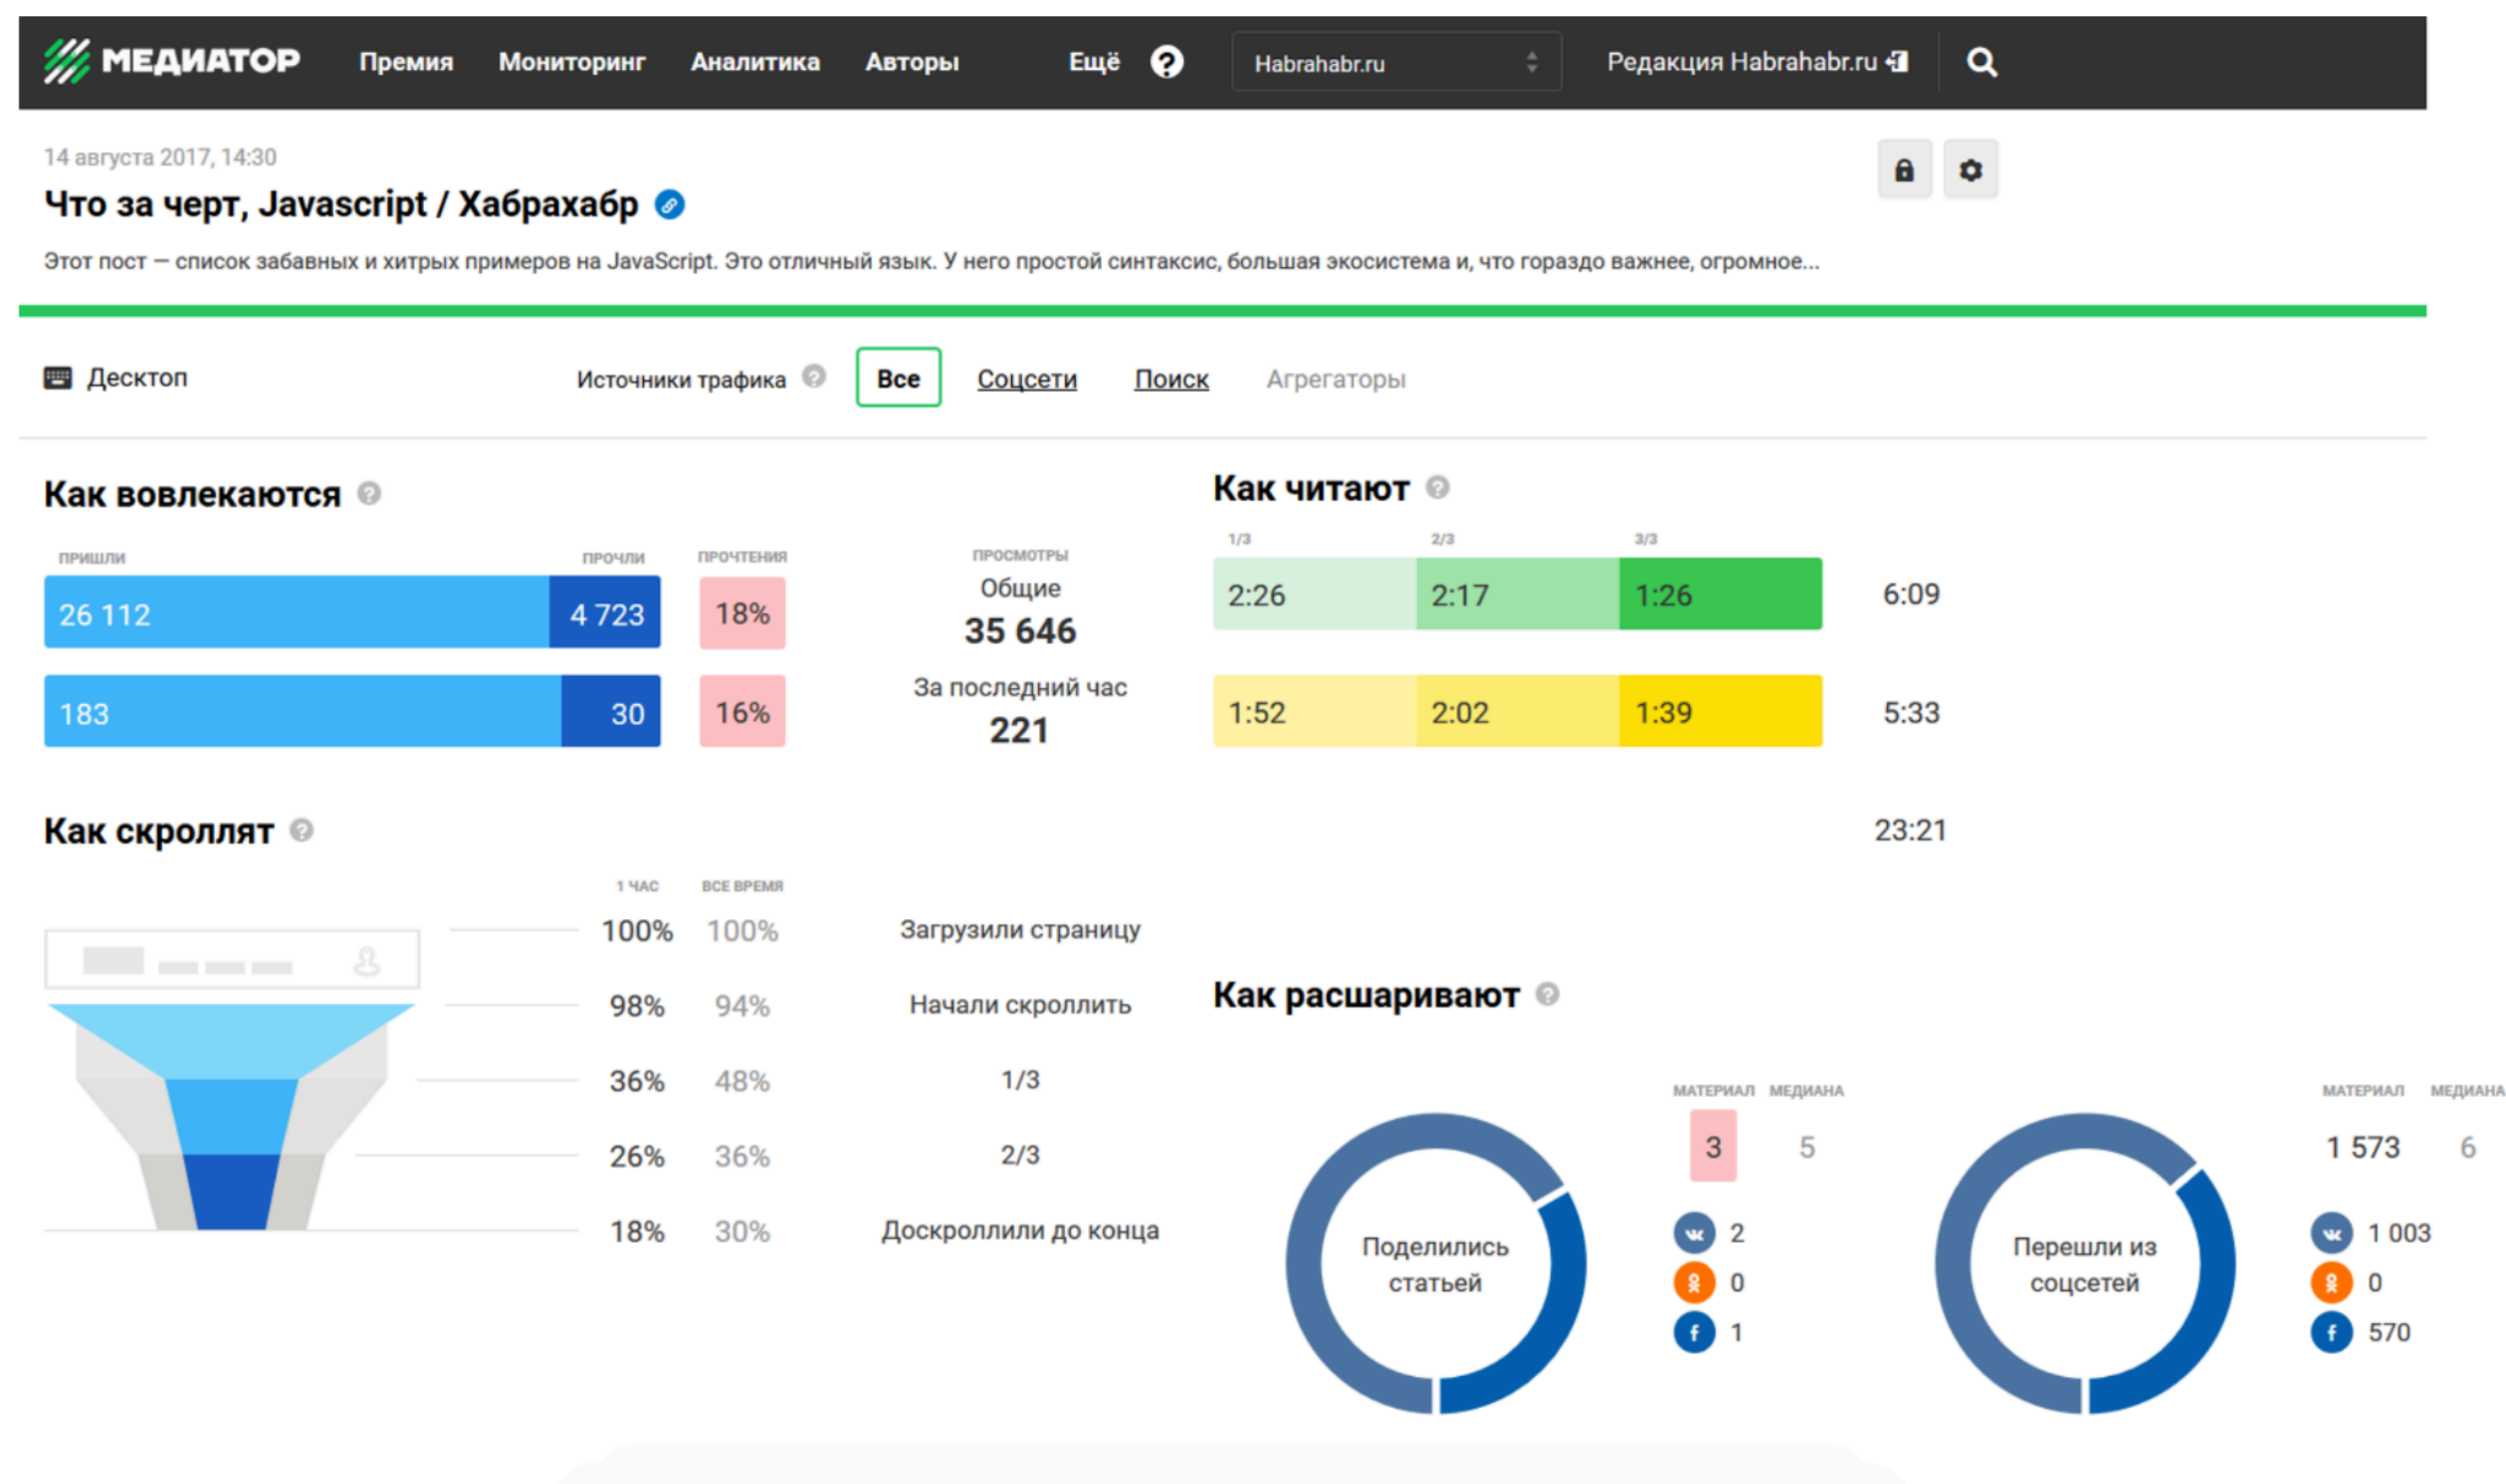 МЕДИАТОР Премия Мониторинг Аналитика Авторы Ещё ? Habrahabr.ru Редакция Habrahabr.ru
14 августа 2017, 14:30
Что за черт, Javascript / Хабрахабр
Этот пост — список забавных и хитрых примеров на JavaScript. Это отличный язык. У него простой синтаксис, большая экосистема и, что гораздо важнее, огромное...
Десктоп Источники трафика ? Все Соцсети Поиск Агрегаторы
Как вовлекаются ?
ПРИШЛИ ПРОЧЛИ ПРОЧТЕНИЯ ПРОСМОТРЫ
26 112 4 723 18% Общие
35 646
183 30 16% За последний час
221
Как читают ?
1/3 2/3 3/3
2:26 2:17 1:26 6:09
1:52 2:02 1:39 5:33
23:21
Как скроллят ?
1 ЧАС ВСЕ ВРЕМЯ
100% 100% Загрузили страницу
98% 94% Начали скроллить
36% 48% 1/3
26% 36% 2/3
18% 30% Доскроллили до конца
Как расшаривают ?
Поделились
статьей
МАТЕРИАЛ МЕДИАНА
3 5
2
0
f 1
Перешли из
соцсетей
МАТЕРИАЛ МЕДИАНА
1 573 6
1 003
0
f 570